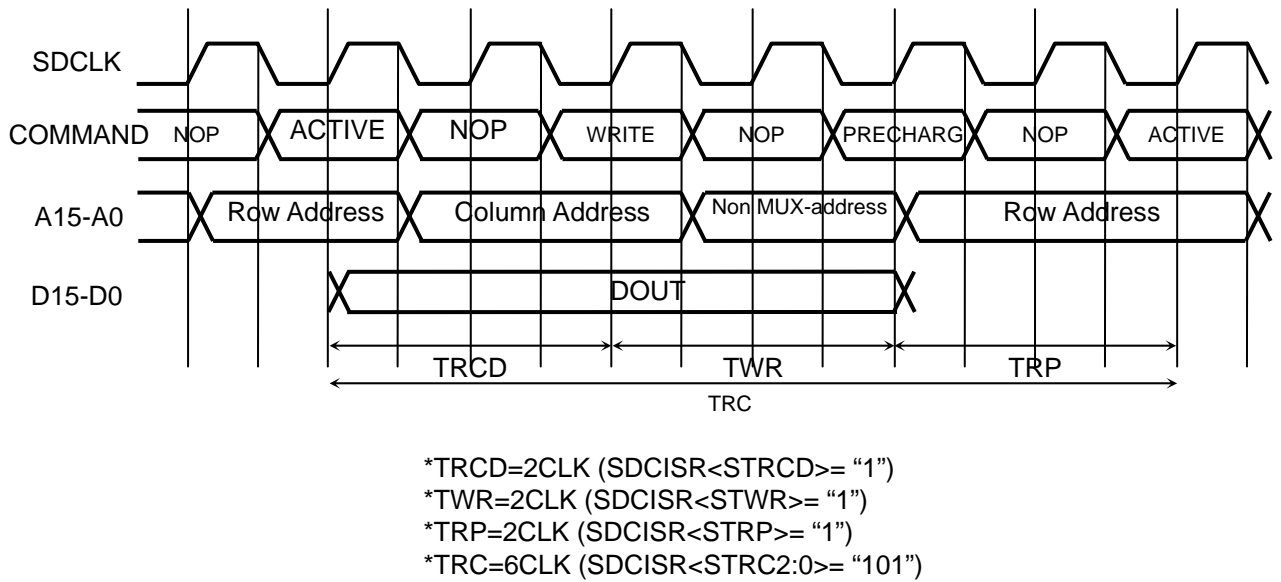 SDCLK
COMMAND NOP ACTIVE NOP WRITE NOP PRECHARG NOP ACTIVE
A15-A0 Row Address Column Address Non MUX-address Row Address
D15-D0 DOUT
TRCD TWR TRP
TRC
*TRCD=2CLK (SDCISR<STRCD>= “1”)
*TWR=2CLK (SDCISR<STWR>= “1”)
*TRP=2CLK (SDCISR<STRP>= “1”)
*TRC=6CLK (SDCISR<STRC2:0>= “101”)